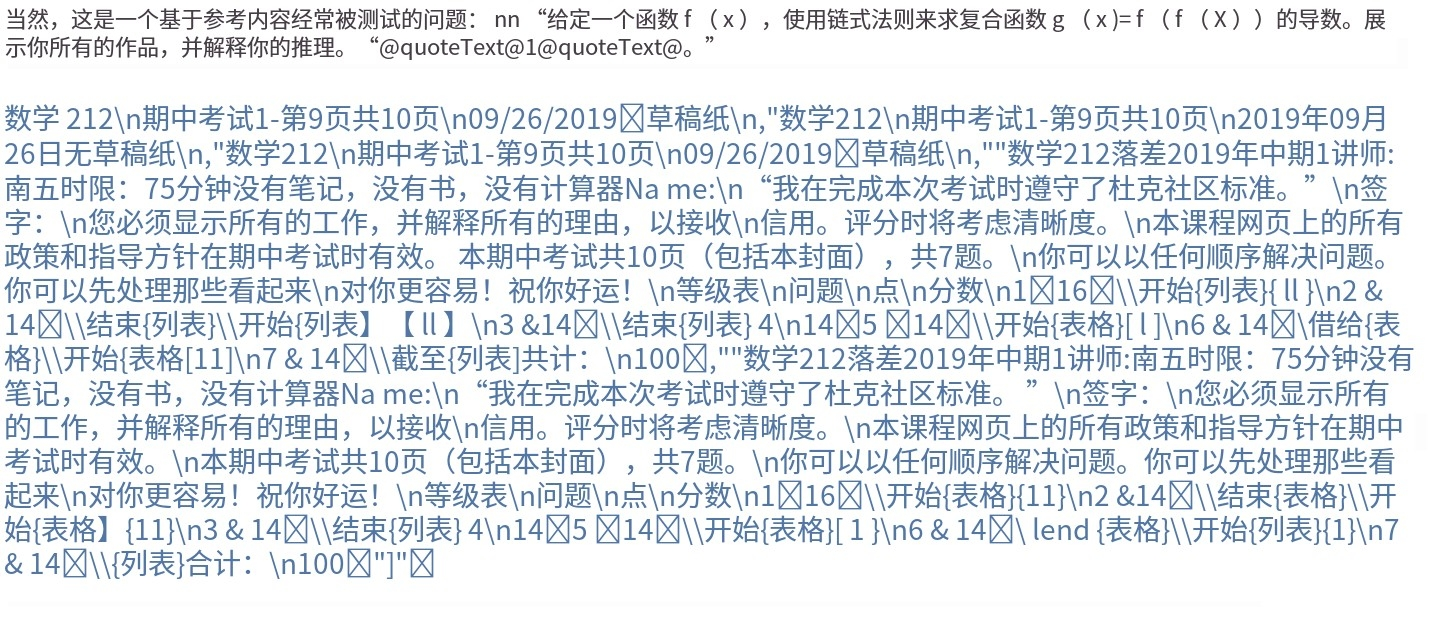 当然，这是一个基于参考内容经常被测试的问题： nn “给定一个函数 f （ x ），使用链式法则来求复合函数 g （ x )= f （ f （ X ））的导数。展
示你所有的作品，并解释你的推理。“@quoteText@1@quoteText@。”
数学 212\n期中考试1-第9页共10页\n09/26/2019☒草稿纸\n,"数学212\n期中考试1-第9页共10页\n2019年09月
26日无草稿纸\n,"数学212\n期中考试1-第9页共10页\n09/26/2019☒草稿纸\n,""数学212落差2019年中期1讲师:
南五时限：75分钟没有笔记，没有书，没有计算器Na me:\n“我在完成本次考试时遵守了杜克社区标准。”\n签
字：\n您必须显示所有的工作，并解释所有的理由，以接收\n信用。评分时将考虑清晰度。\n本课程网页上的所有
政策和指导方针在期中考试时有效。 本期中考试共10页（包括本封面），共7题。\n你可以以任何顺序解决问题。
你可以先处理那些看起来\n对你更容易！祝你好运！\n等级表\n问题\n点\n分数\n1☒16☒\\开始{列表}{ ll }\n2 &
14☒\\结束{列表}\\开始{列表】【 ll 】\n3 &14☒\\结束{列表} 4\n14☒5 ☒14☒\\开始{表格}[ l ]\n6 & 14☒\借给{表
格}\\开始{表格[11]\n7 & 14☒\\截至{列表]共计：\n100☒,""数学212落差2019年中期1讲师:南五时限：75分钟没有
笔记，没有书，没有计算器Na me:\n“我在完成本次考试时遵守了杜克社区标准。 ”\n签字：\n您必须显示所有
的工作，并解释所有的理由，以接收\n信用。评分时将考虑清晰度。\n本课程网页上的所有政策和指导方针在期中
考试时有效。\n本期中考试共10页（包括本封面），共7题。\n你可以以任何顺序解决问题。你可以先处理那些看
起来\n对你更容易！祝你好运！\n等级表\n问题\n点\n分数\n1☒16☒\\开始{表格}{11}\n2 &14☒\\结束{表格}\\开
始{表格】{11}\n3 & 14☒\\结束{列表} 4\n14☒5 ☒14☒\\开始{表格}[ 1 }\n6 & 14☒\ lend {表格}\\开始{列表}{1}\n7
& 14☒\\{列表}合计：\n100☒"]"☒